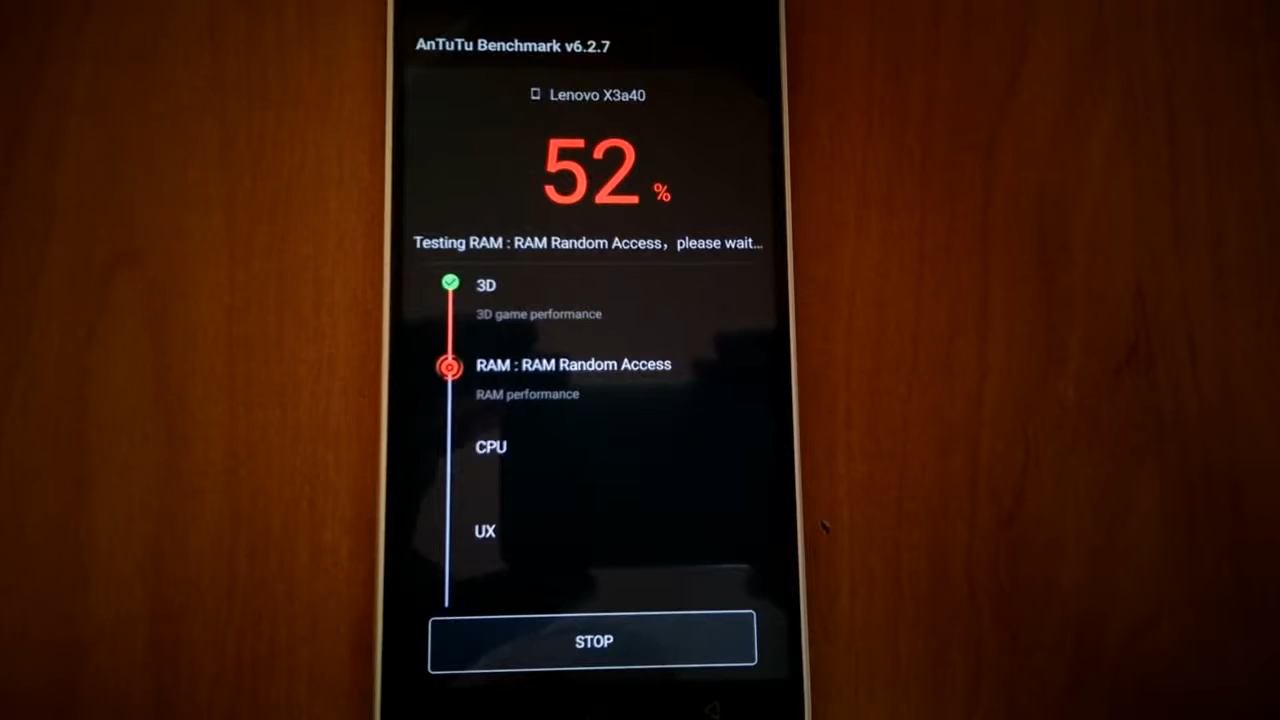 AnTuTu Benchmark v6.2.7
Lenovo X3a40
52 %
Testing RAM : RAM Random Access，please wait...
3D
3D game performance
RAM : RAM Random Access
RAM performance
CPU
UX
STOP